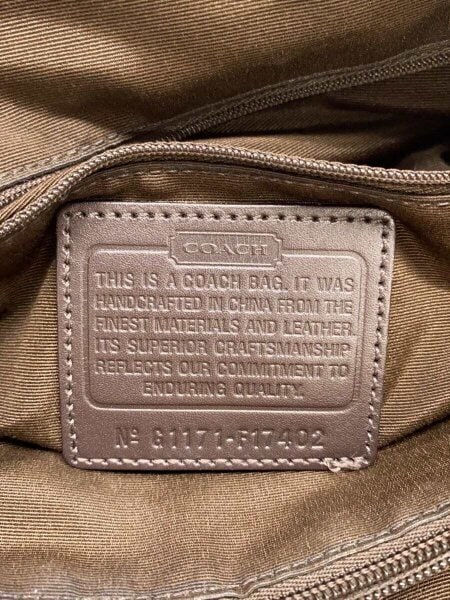 COACH
THIS IS A COACH BAG. IT WAS
HANDCRAFTED IN CHINA FROM THE
FINEST MATERIALS AND LEATHER.
ITS SUPERIOR CRAFTSMANSHIP
REFLECTS OUR COMMITMENT TO
ENDURING QUALITY.
Nº G1171-F17402